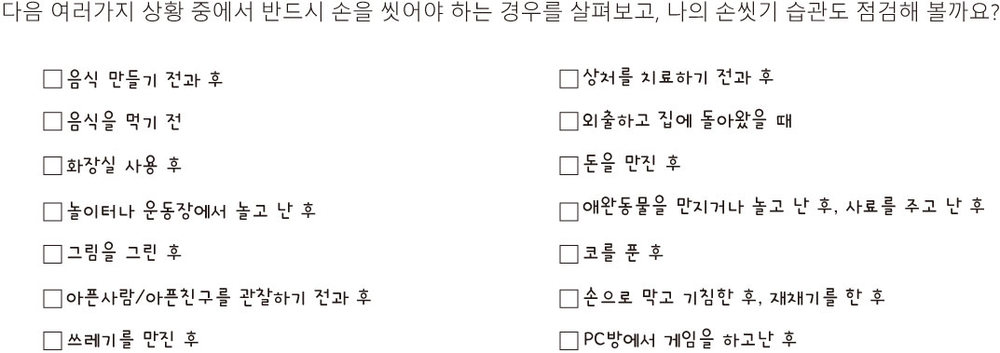 다음 여러가지 상황 중에서 반드시 손을 씻어야 하는 경우를 살펴보고, 나의 손씻기 습관도 점검해 볼까요?
음식 만들기 전과 후
음식을 먹기 전
화장실 사용 후
놀이터나 운동장에서 놀고 난 후
그림을 그린 후
아픈사람/아픈친구를 관찰하기 전과 후
쓰레기를 만진 후
상처를 치료하기 전과 후
외출하고 집에 돌아왔을 때
돈을 만진 후
애완동물을 만지거나 놀고 난 후, 사료를 주고 난 후
코를 푼 후
손으로 막고 기침한 후, 재채기를 한 후
PC방에서 게임을 하고난 후